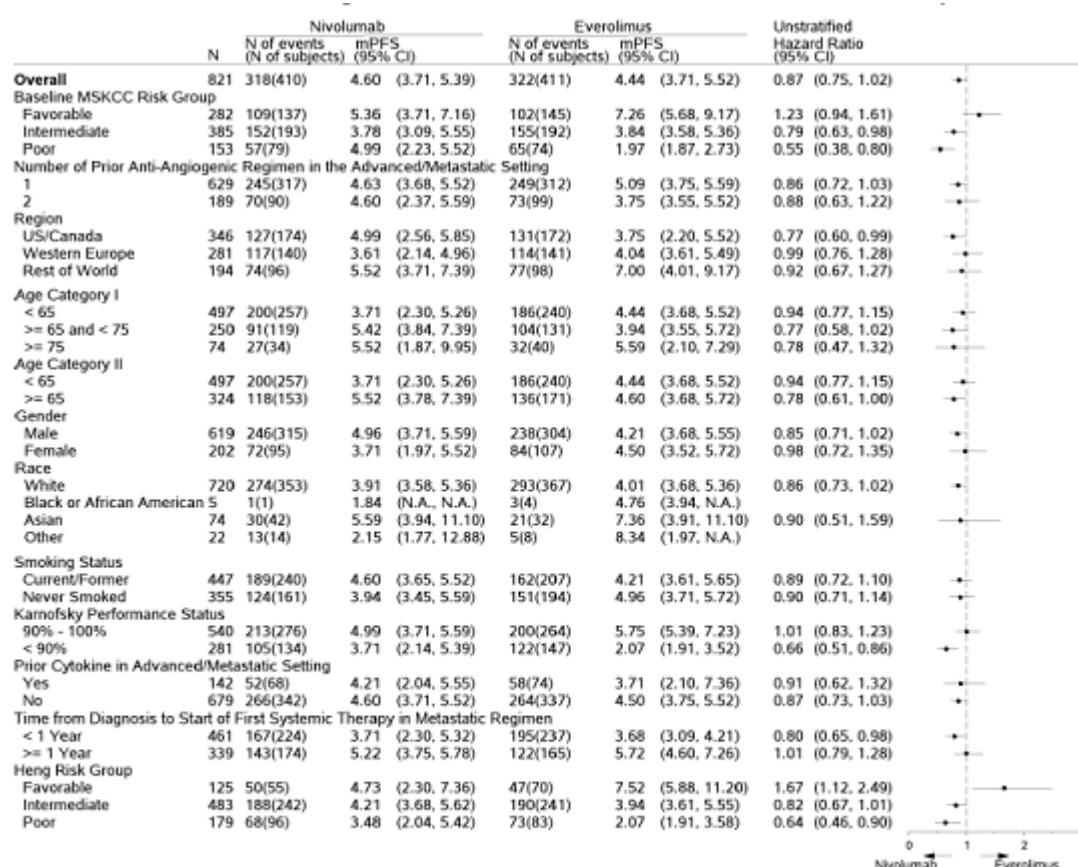 Nivolumab Everolimus Unstratified
N of events mPFS N of events mPFS Hazard Ratio
N (N of subjects) (95% CI) (N of subjects) (95% CI) (95% CI)
Overall 821 318(410) 4.60 (3.71, 5.39) 322(411) 4.44 (3.71, 5.52) 0.87 (0.75, 1.02)
Baseline MSKCC Risk Group
Favorable 282 109(137) 5.36 (3.71, 7.16) 102(145) 7.26 (5.68, 9.17) 1.23 (0.94, 1.61)
Intermediate 385 152(193) 3.78 (3.09, 5.55) 155(192) 3.84 (3.58, 5.36) 0.79 (0.63, 0.98)
Poor 153 57(79) 4.99 (2.23, 5.52) 65(74) 1.97 (1.87, 2.73) 0.55 (0.38, 0.80)
Number of Prior Anti-Angiogenic Regimen in the Advanced/Metastatic Setting
1 629 245(317) 4.63 (3.68, 5.52) 249(312) 5.09 (3.75, 5.59) 0.86 (0.72, 1.03)
2 189 70(90) 4.60 (2.37, 5.59) 73(99) 3.75 (3.55, 5.52) 0.88 (0.63, 1.22)
Region
US/Canada 346 127(174) 4.99 (2.56, 5.85) 131(172) 3.75 (2.20, 5.52) 0.77 (0.60, 0.99)
Western Europe 281 117(140) 3.61 (2.14, 4.96) 114(141) 4.04 (3.61, 5.49) 0.99 (0.76, 1.28)
Rest of World 194 74(96) 5.52 (3.71, 7.39) 77(98) 7.00 (4.01, 9.17) 0.92 (0.67, 1.27)
Age Category I
< 65 497 200(257) 3.71 (2.30, 5.26) 186(240) 4.44 (3.68, 5.52) 0.94 (0.77, 1.15)
>= 65 and < 75 250 91(119) 5.42 (3.84, 7.39) 104(131) 3.94 (3.55, 5.72) 0.77 (0.58, 1.02)
>= 75 74 27(34) 5.52 (1.87, 9.95) 32(40) 5.59 (2.10, 7.29) 0.78 (0.47, 1.32)
Age Category II
< 65 497 200(257) 3.71 (2.30, 5.26) 186(240) 4.44 (3.68, 5.52) 0.94 (0.77, 1.15)
>= 65 324 118(153) 5.52 (3.78, 7.39) 136(171) 4.60 (3.68, 5.72) 0.78 (0.61, 1.00)
Gender
Male 619 246(315) 4.96 (3.71, 5.59) 238(304) 4.21 (3.68, 5.55) 0.85 (0.71, 1.02)
Female 202 72(95) 3.71 (1.97, 5.52) 84(107) 4.50 (3.52, 5.72) 0.98 (0.72, 1.35)
Race
White 720 274(353) 3.91 (3.58, 5.36) 293(367) 4.01 (3.68, 5.36) 0.86 (0.73, 1.02)
Black or African American 5 1(1) 1.84 (N.A., N.A.) 3(4) 4.76 (3.94, N.A.)
Asian 74 30(42) 5.59 (3.94, 11.10) 21(32) 7.36 (3.91, 11.10) 0.90 (0.51, 1.59)
Other 22 13(14) 2.15 (1.77, 12.88) 5(8) 8.34 (1.97, N.A.)
Smoking Status
Current/Former 447 189(240) 4.60 (3.65, 5.52) 162(207) 4.21 (3.61, 5.65) 0.89 (0.72, 1.10)
Never Smoked 355 124(161) 3.94 (3.45, 5.59) 151(194) 4.96 (3.71, 5.72) 0.90 (0.71, 1.14)
Karnofsky Performance Status
90% - 100% 540 213(276) 4.99 (3.71, 5.59) 200(264) 5.75 (5.39, 7.23) 1.01 (0.83, 1.23)
< 90% 281 105(134) 3.71 (2.14, 5.39) 122(147) 2.07 (1.91, 3.52) 0.66 (0.51, 0.86)
Prior Cytokine in Advanced/Metastatic Setting
Yes 142 52(68) 4.21 (2.04, 5.55) 58(74) 3.71 (2.10, 7.36) 0.91 (0.62, 1.32)
No 679 266(342) 4.60 (3.71, 5.52) 264(337) 4.50 (3.75, 5.52) 0.87 (0.73, 1.03)
Time from Diagnosis to Start of First Systemic Therapy in Metastatic Regimen
< 1 Year 461 167(224) 3.71 (2.30, 5.32) 195(237) 3.68 (3.09, 4.21) 0.80 (0.65, 0.98)
>= 1 Year 339 143(174) 5.22 (3.75, 5.78) 122(165) 5.72 (4.60, 7.26) 1.01 (0.79, 1.28)
Heng Risk Group
Favorable 125 50(55) 4.73 (2.30, 7.36) 47(70) 7.52 (5.88, 11.20) 1.67 (1.12, 2.49)
Intermediate 483 188(242) 4.21 (3.68, 5.62) 190(241) 3.94 (3.61, 5.55) 0.82 (0.67, 1.01)
Poor 179 68(96) 3.48 (2.04, 5.42) 73(83) 2.07 (1.91, 3.58) 0.64 (0.46, 0.90)
0 1 2
Nivolumab Everolimus